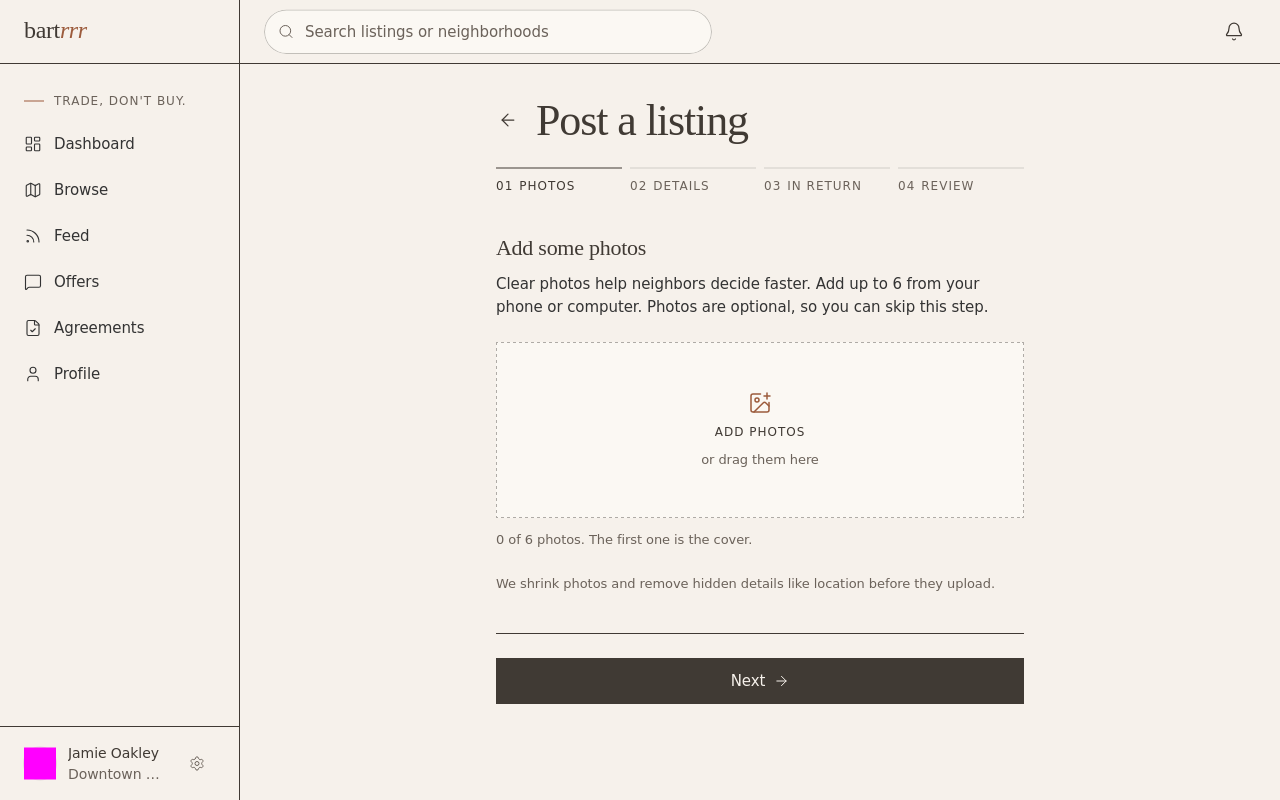 bartrrr
Search listings or neighborhoods
TRADE, DON'T BUY.
Dashboard
Browse
Feed
Offers
Agreements
Profile
Jamie Oakley
Downtown ...
Post a listing
01 PHOTOS
02 DETAILS
03 IN RETURN
04 REVIEW
Add some photos
Clear photos help neighbors decide faster. Add up to 6 from your
phone or computer. Photos are optional, so you can skip this step.
ADD PHOTOS
or drag them here
0 of 6 photos. The first one is the cover.
We shrink photos and remove hidden details like location before they upload.
Next